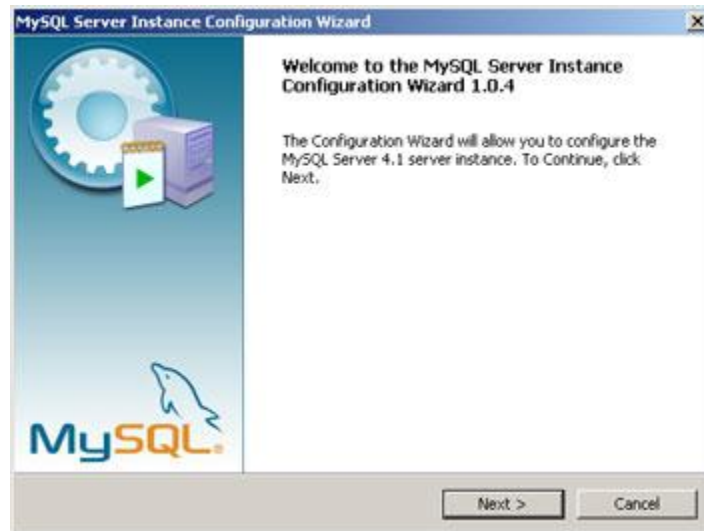 MySQL Server Instance Configuration Wizard
Welcome to the MySQL Server Instance
Configuration Wizard 1.0.4
The Configuration Wizard will allow you to configure the
MySQL Server 4.1 server instance. To Continue, click
Next.
MySQL®
Next >
Cancel